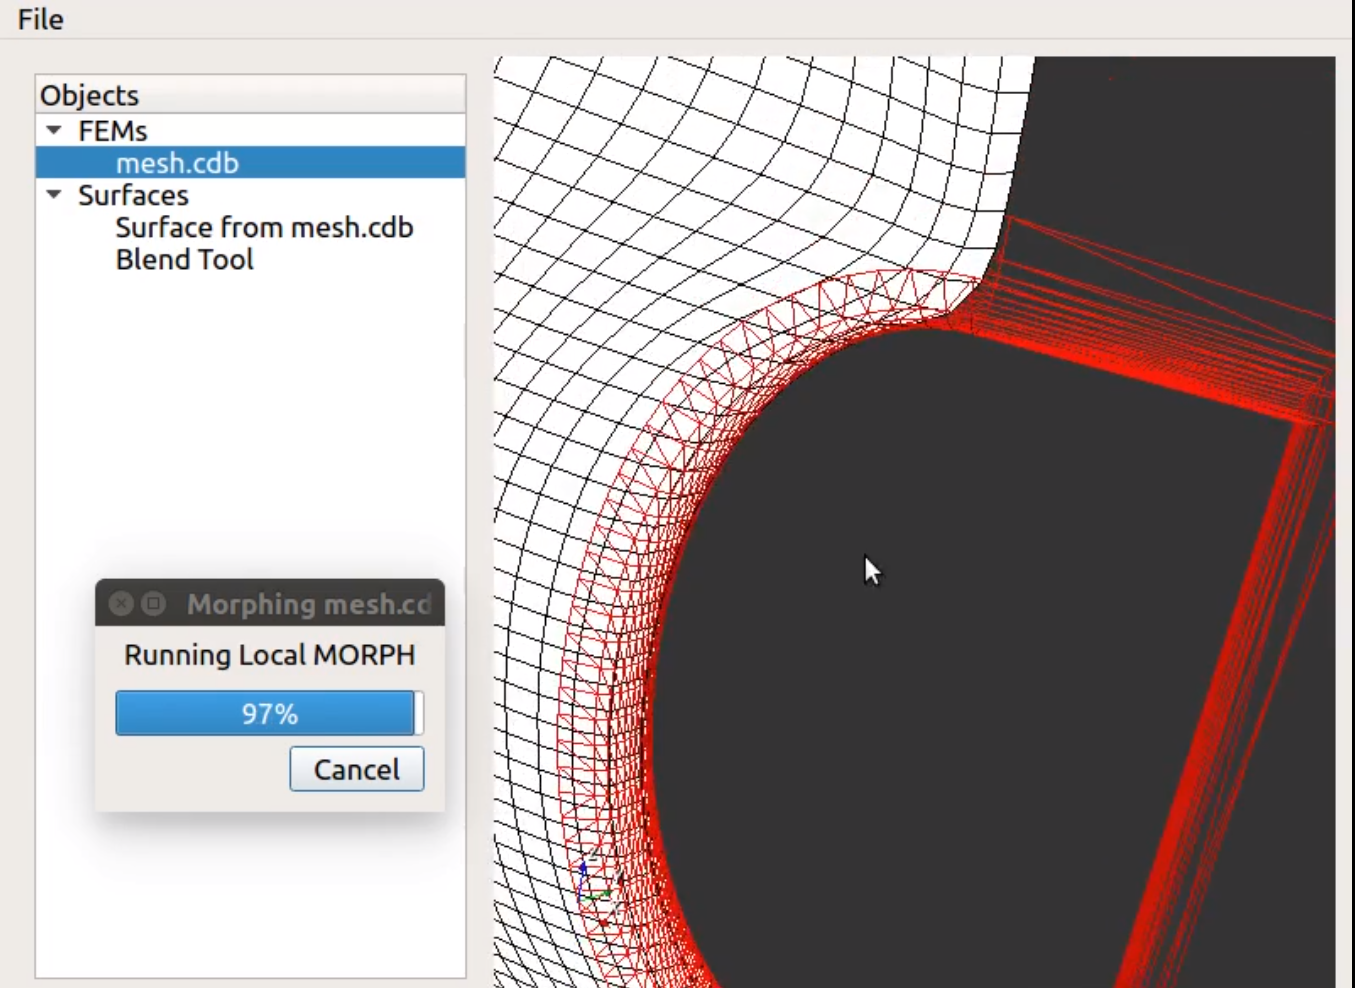 File
Objects
FEMs
mesh.cdb
Surfaces
Surface from mesh.cdb
Blend Tool
Morphing mesh.cd
Running Local MORPH
97%
Cancel